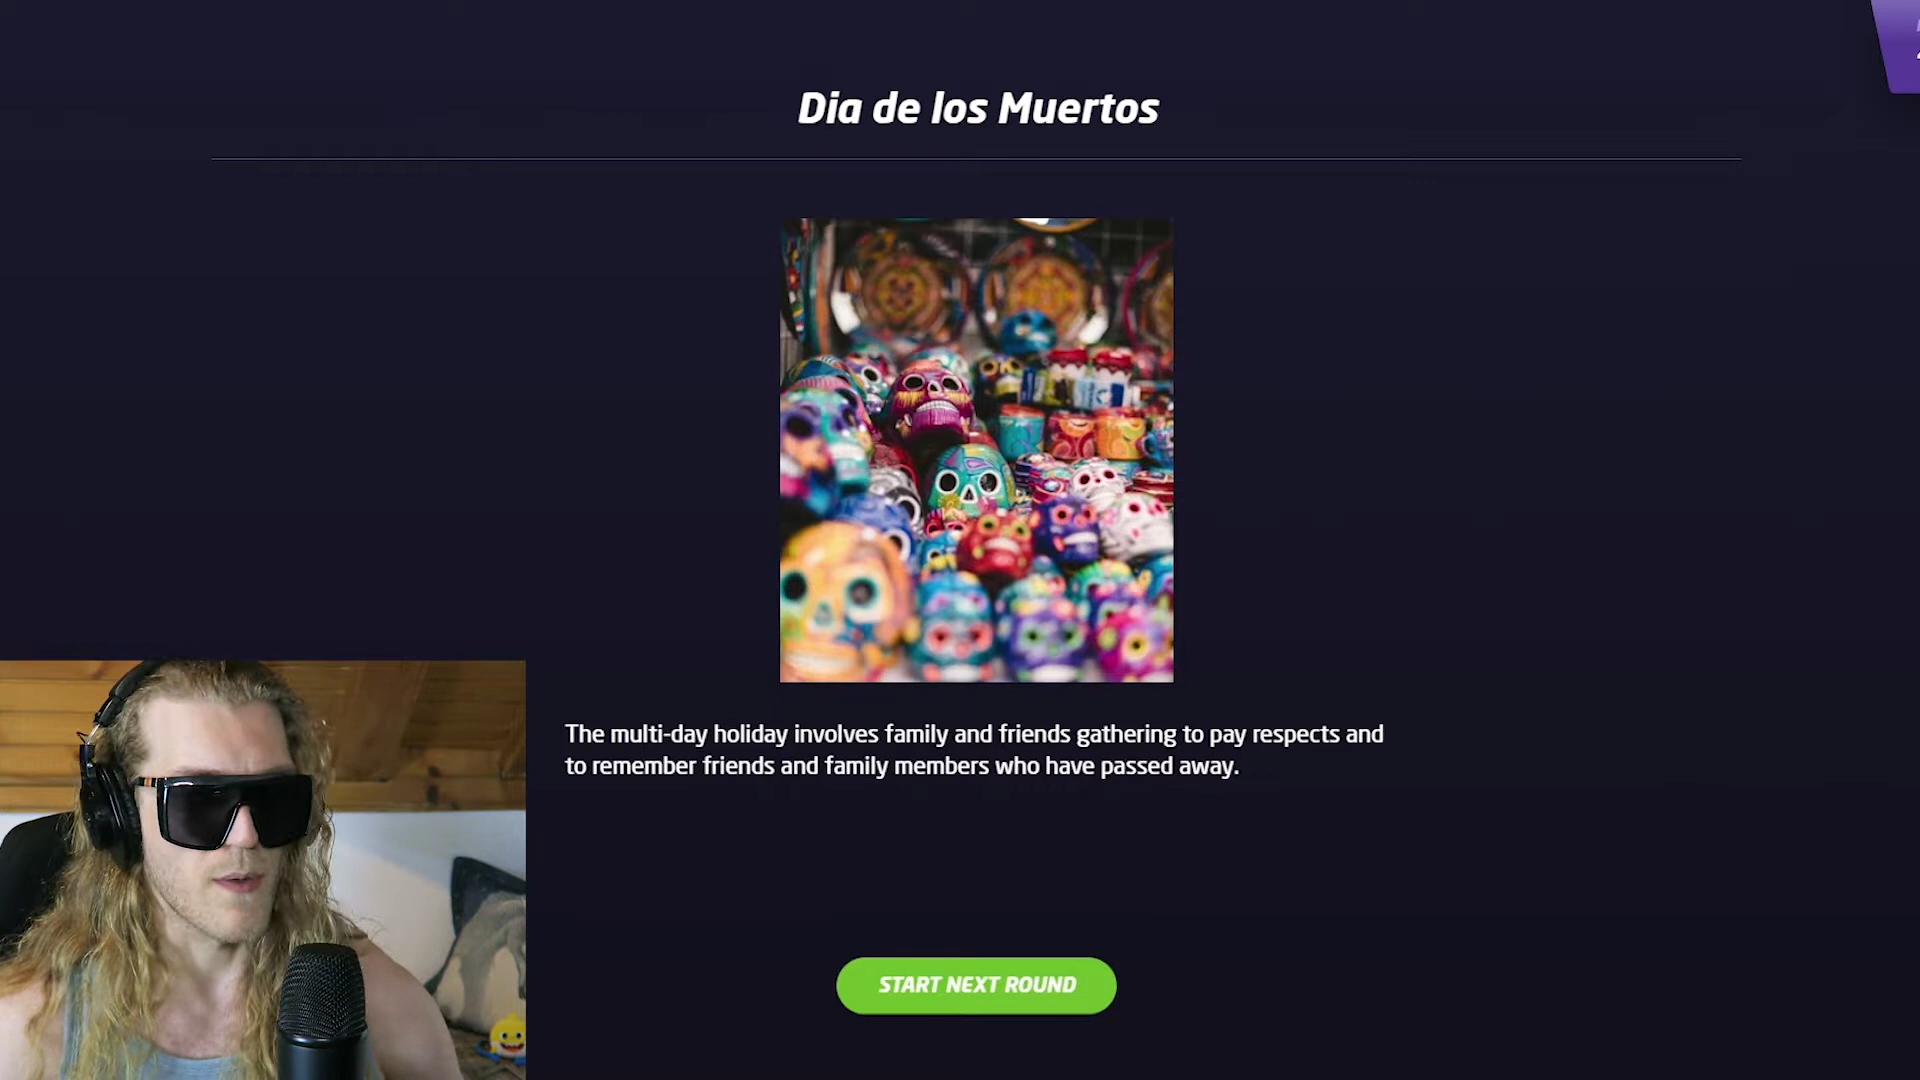 Dia de los Muertos
The multi-day holiday involves family and friends gathering to pay respects and
to remember friends and family members who have passed away.
START NEXT ROUND